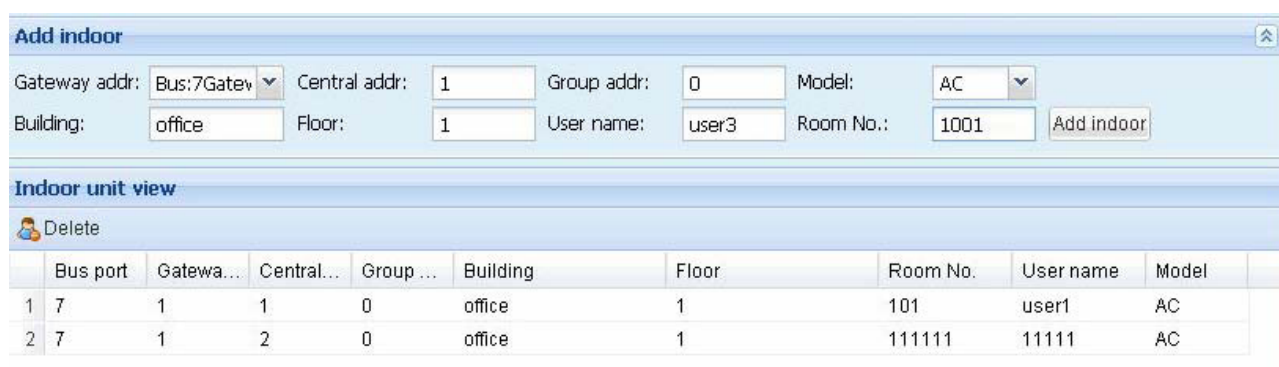 Add indoor
Gateway addr: Bus:7Gatev Central addr: 1 Group addr: 0 Model: AC
Building: office Floor: 1 User name: user3 Room No.: 1001 Add indoor
Indoor unit view
Delete
Bus port Gatewa... Central... Group ... Building Floor Room No. User name Model
1 7 1 1 0 office 1 101 user1 AC
2 7 1 2 0 office 1 111111 11111 AC